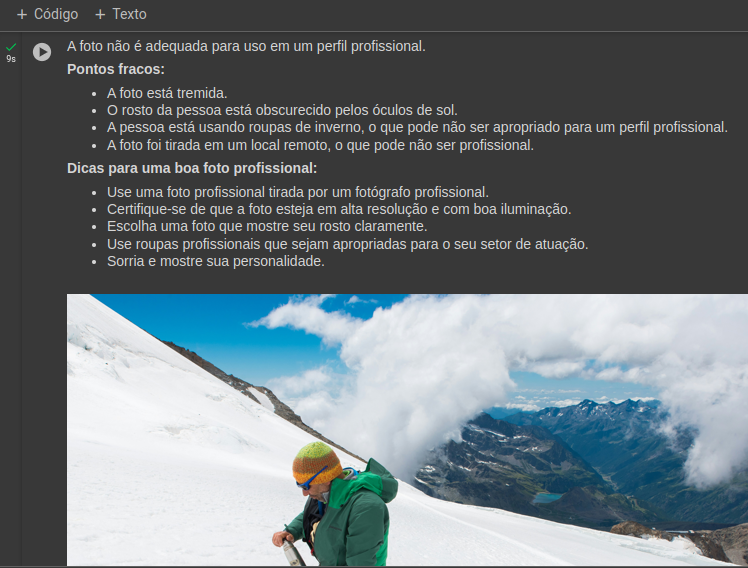 + Código + Texto
9s
A foto não é adequada para uso em um perfil profissional.
Pontos fracos:
• A foto está tremida.
• O rosto da pessoa está obscurecido pelos óculos de sol.
• A pessoa está usando roupas de inverno, o que pode não ser apropriado para um perfil profissional.
• A foto foi tirada em um local remoto, o que pode não ser profissional.
Dicas para uma boa foto profissional:
• Use uma foto profissional tirada por um fotógrafo profissional.
• Certifique-se de que a foto esteja em alta resolução e com boa iluminação.
• Escolha uma foto que mostre seu rosto claramente.
• Use roupas profissionais que sejam apropriadas para o seu setor de atuação.
• Sorria e mostre sua personalidade.